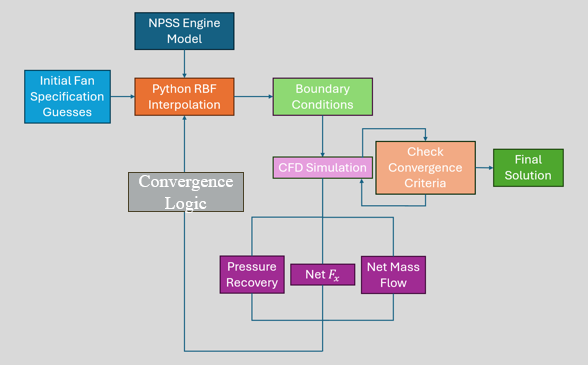 NPSS Engine
Model
Initial Fan
Specification
Guesses
Python RBF
Interpolation
Boundary
Conditions
CFD Simulation
Check
Convergence
Criteria
Final
Solution
Convergence
Logic
Pressure
Recovery
Net Fₓ
Net Mass
Flow